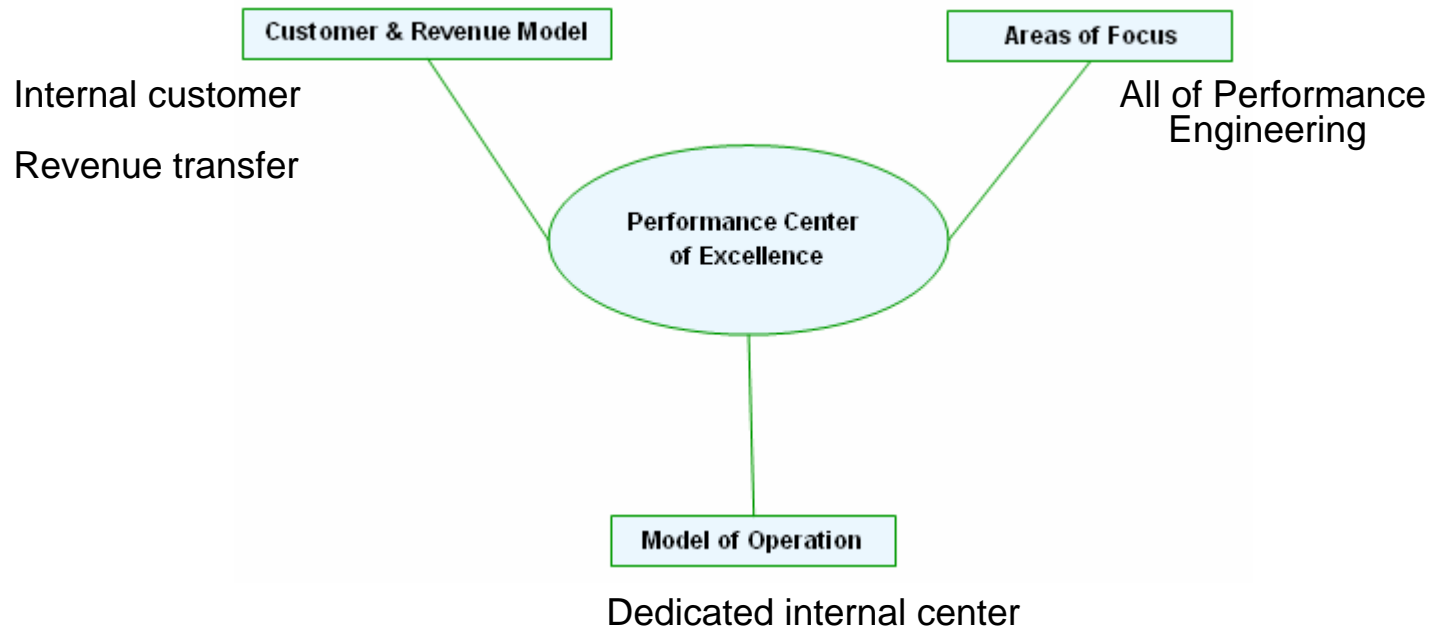 Customer & Revenue Model
Areas of Focus
Internal customer
All of Performance
Engineering
Revenue transfer
Performance Center
of Excellence
Model of Operation
Dedicated internal center